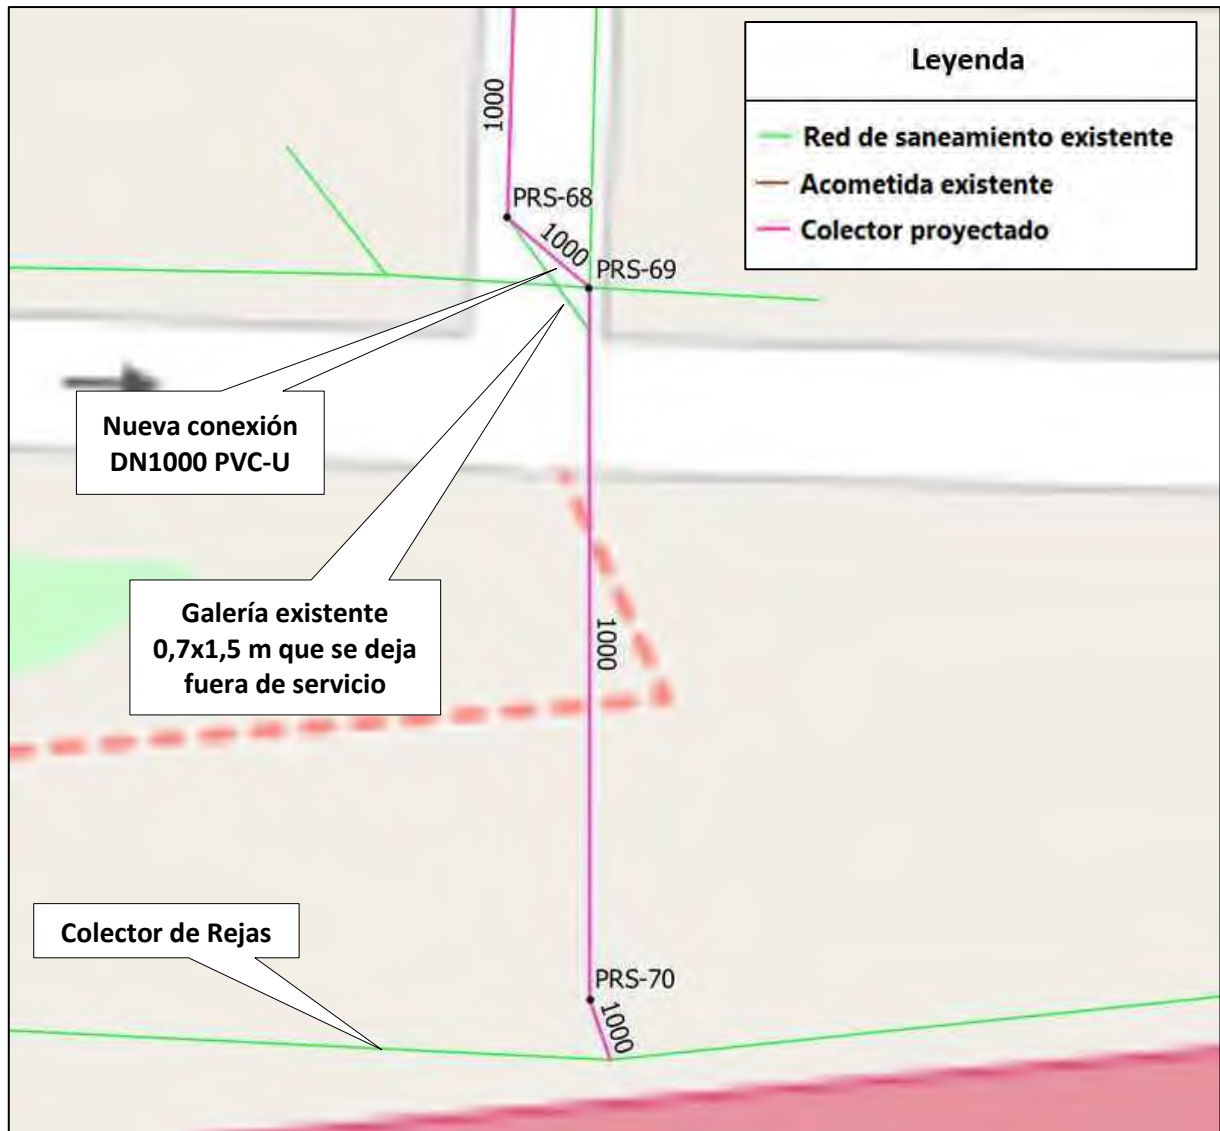 Leyenda
Red de saneamiento existente
Acometida existente
Colector proyectado
1000
PRS-68
1000
PRS-69
Nueva conexión
DN1000 PVC-U
Galería existente
0,7x1,5 m que se deja
fuera de servicio
1000
Colector de Rejas
PRS-70
1000